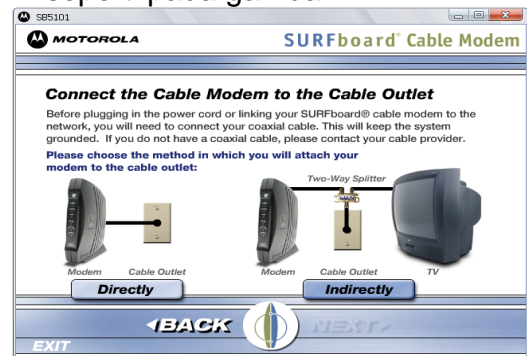 SB5101
MOTOROLA
SURFboard® Cable Modem
Connect the Cable Modem to the Cable Outlet
Before plugging in the power cord or linking your SURFboard® cable modem to the
network, you will need to connect your coaxial cable. This will keep the system
grounded. If you do not have a coaxial cable, please contact your cable provider.
Please choose the method in which you will attach your
modem to the cable outlet:
Two-Way Splitter
Modem Cable Outlet Modem Cable Outlet TV
Directly Indirectly
BACK NEXT
EXIT